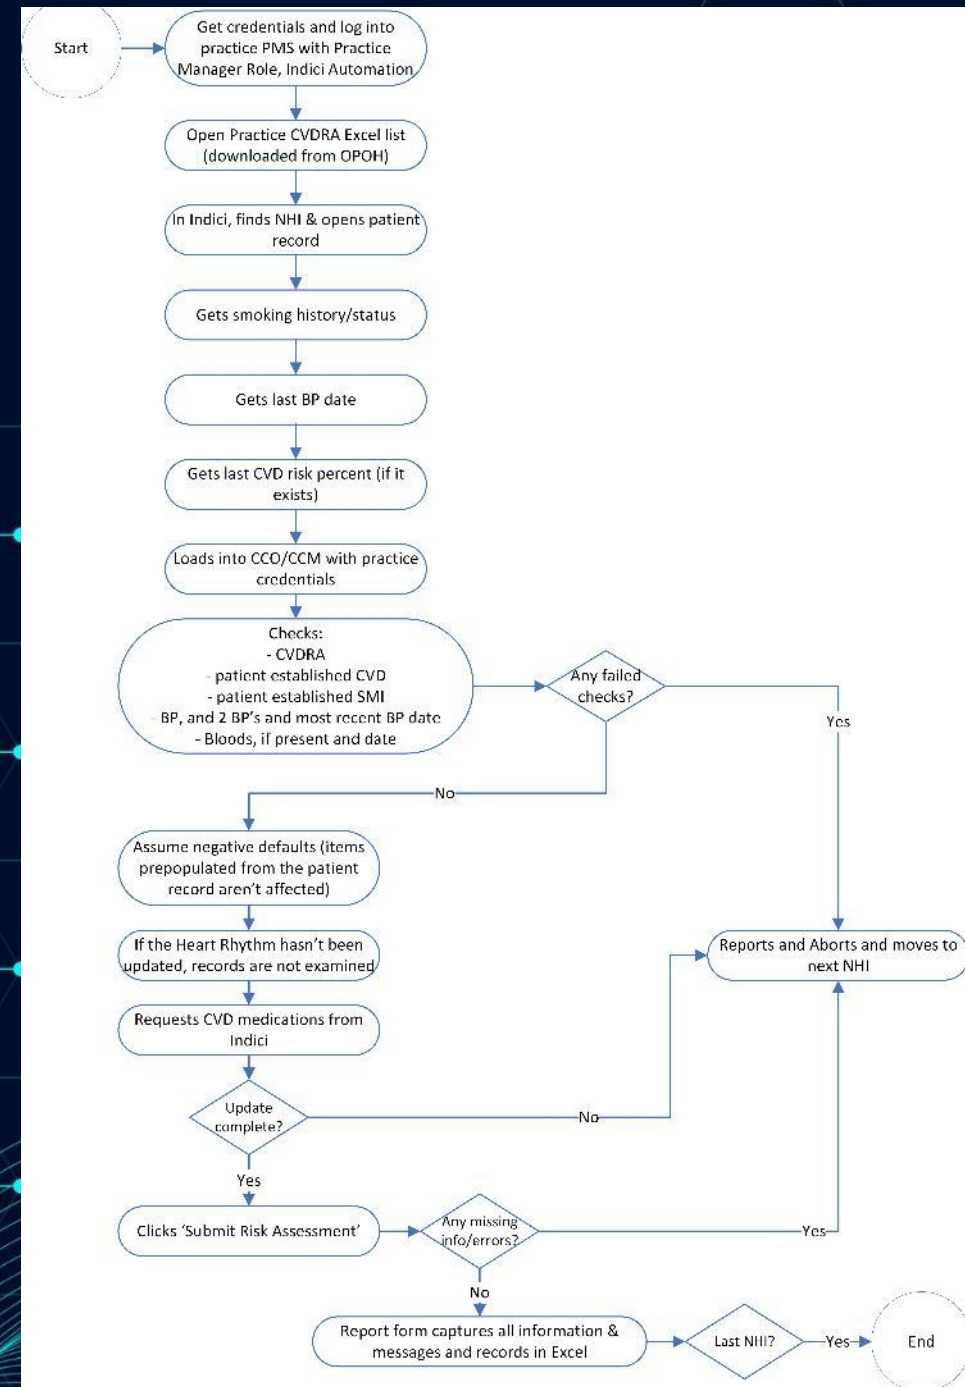 Start
Get credentials and log into
practice PMS with Practice
Manager Role, Indici Automation
Open Practice CVDRA Excel list
(downloaded from OPOH)
In Indici, finds NHI & opens patient
record
Gets smoking history/status
Gets last BP date
Gets last CVD risk percent (if it
exists)
Loads into CCO/CCM with practice
credentials
Checks:
- CVDRA
- patient established CVD
- patient established SMI
- BP, and 2 BP's and most recent BP date
- Bloods, if present and date
Any failed
checks?
Yes
No
Assume negative defaults (items
prepopulated from the patient
record aren't affected)
If the Heart Rhythm hasn't been
updated, records are not examined
Reports and Aborts and moves to
next NHI
Requests CVD medications from
Indici
Update
complete?
No
Yes
Clicks 'Submit Risk Assessment'
Any missing
info/errors?
Yes
No
Report form captures all information &
messages and records in Excel
Last NHI?
Yes
End